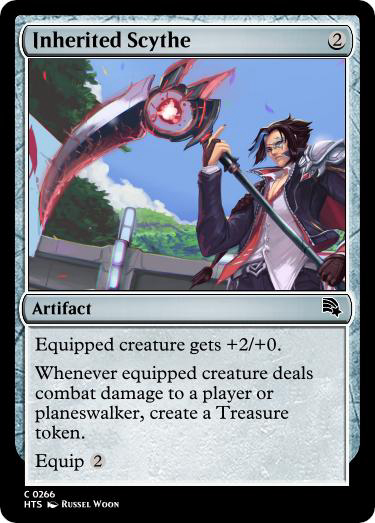 Inherited Scythe 2
Artifact
Equipped creature gets +2/+0.
Whenever equipped creature deals
combat damage to a player or
planeswalker, create a Treasure
token.
Equip 2
C 0266
HTS Russel Woon